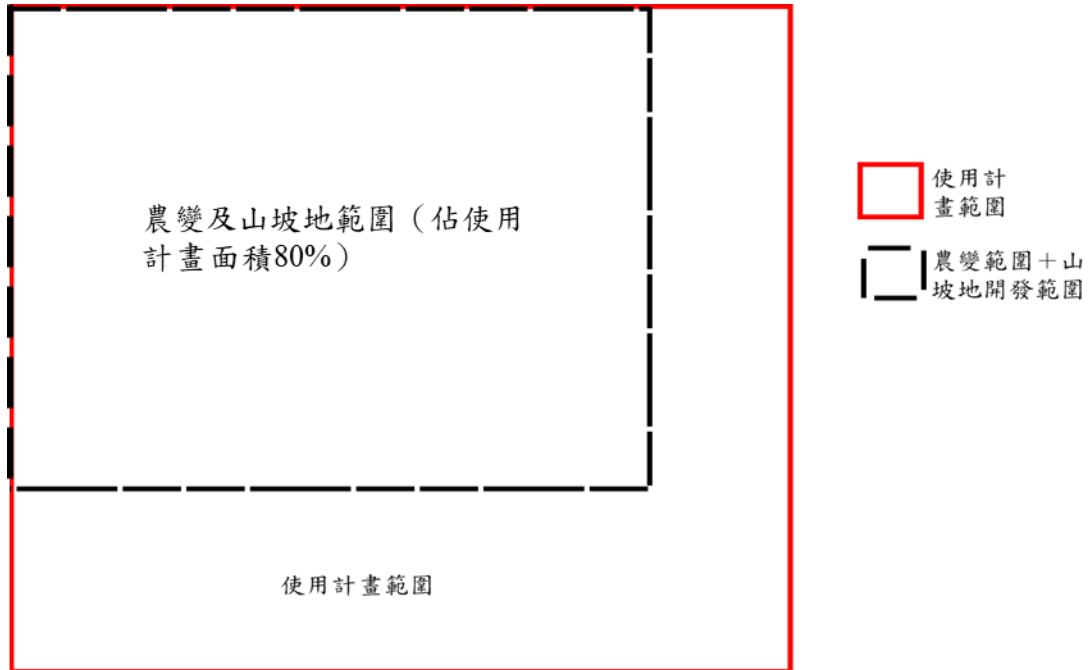 農變及山坡地範圍（佔使用
計畫面積80%）
使用計畫範圍
使用計
畫範圍
農變範圍＋山
坡地開發範圍